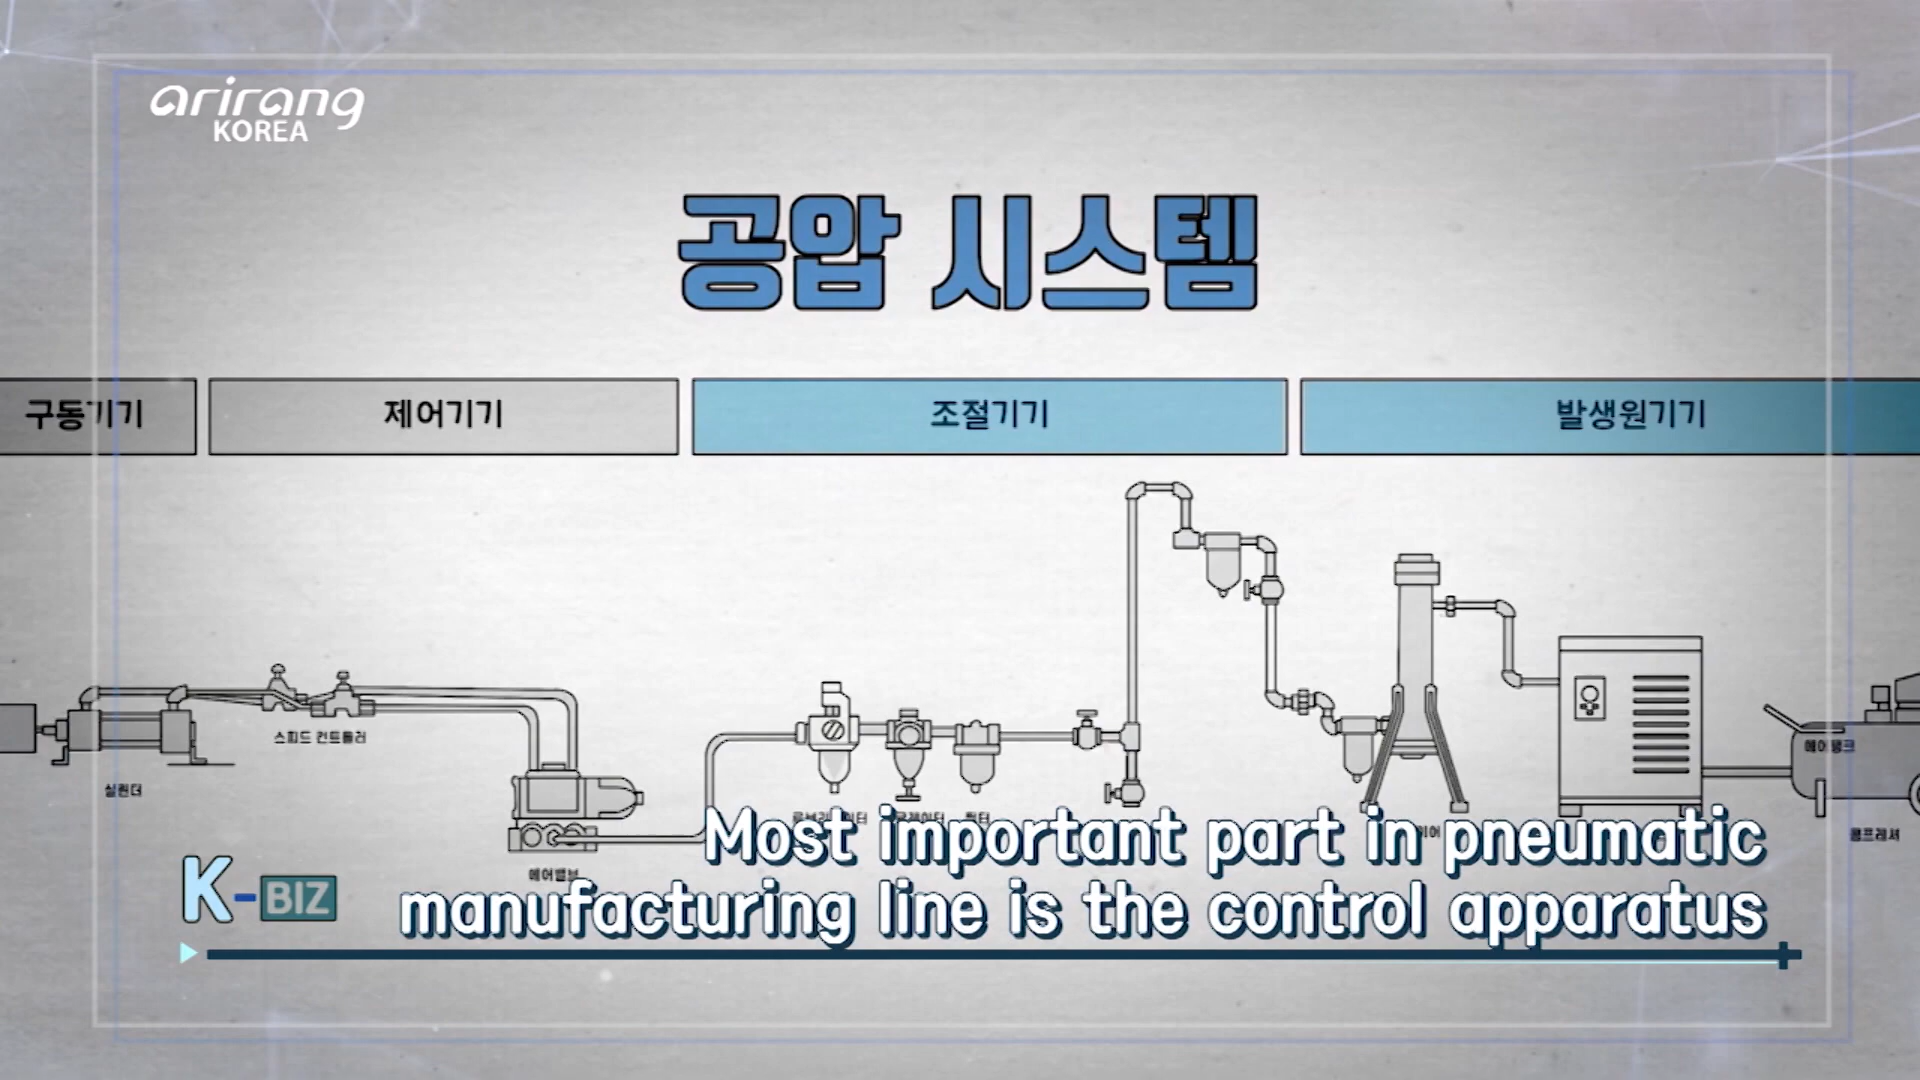 arirang
KOREA
공압 시스템
구동기기
제어기기
조절기기
발생원기기
스피드 컨트롤러
실린더
에어탱크
에어밸브
콤프레셔
Most important part in pneumatic
K-BIZ
manufacturing line is the control apparatus